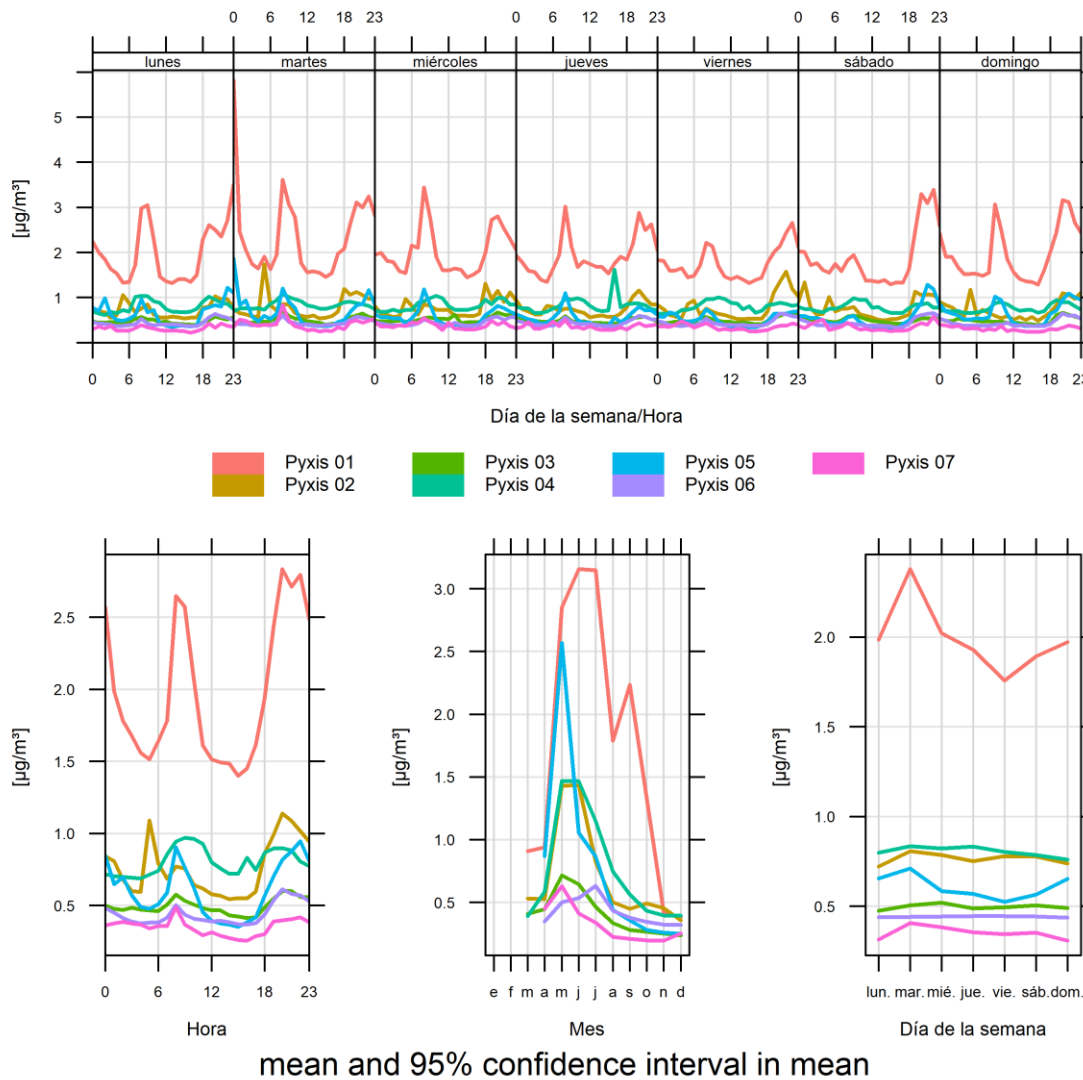 0 6 12 18 23 0 6 12 18 23 0 6 12 18 23
lunes martes miércoles jueves viernes sábado domingo
5
4
3
2
1
[µg/m³]
0 6 12 18 23 0 6 12 18 23 0 6 12 18 23 0 6 12 18 23
Día de la semana/Hora
Pyxis 01 Pyxis 03 Pyxis 05 Pyxis 07
Pyxis 02 Pyxis 04 Pyxis 06
2.5
2.0
1.5
1.0
0.5
[µg/m³]
0 6 12 18 23
Hora
3.0
2.5
2.0
1.5
1.0
0.5
[µg/m³]
e f m a m j j a s o n d
Mes
2.0
1.5
1.0
0.5
[µg/m³]
lun. mar. mié. jue. vie. sáb. dom.
Día de la semana
mean and 95% confidence interval in mean